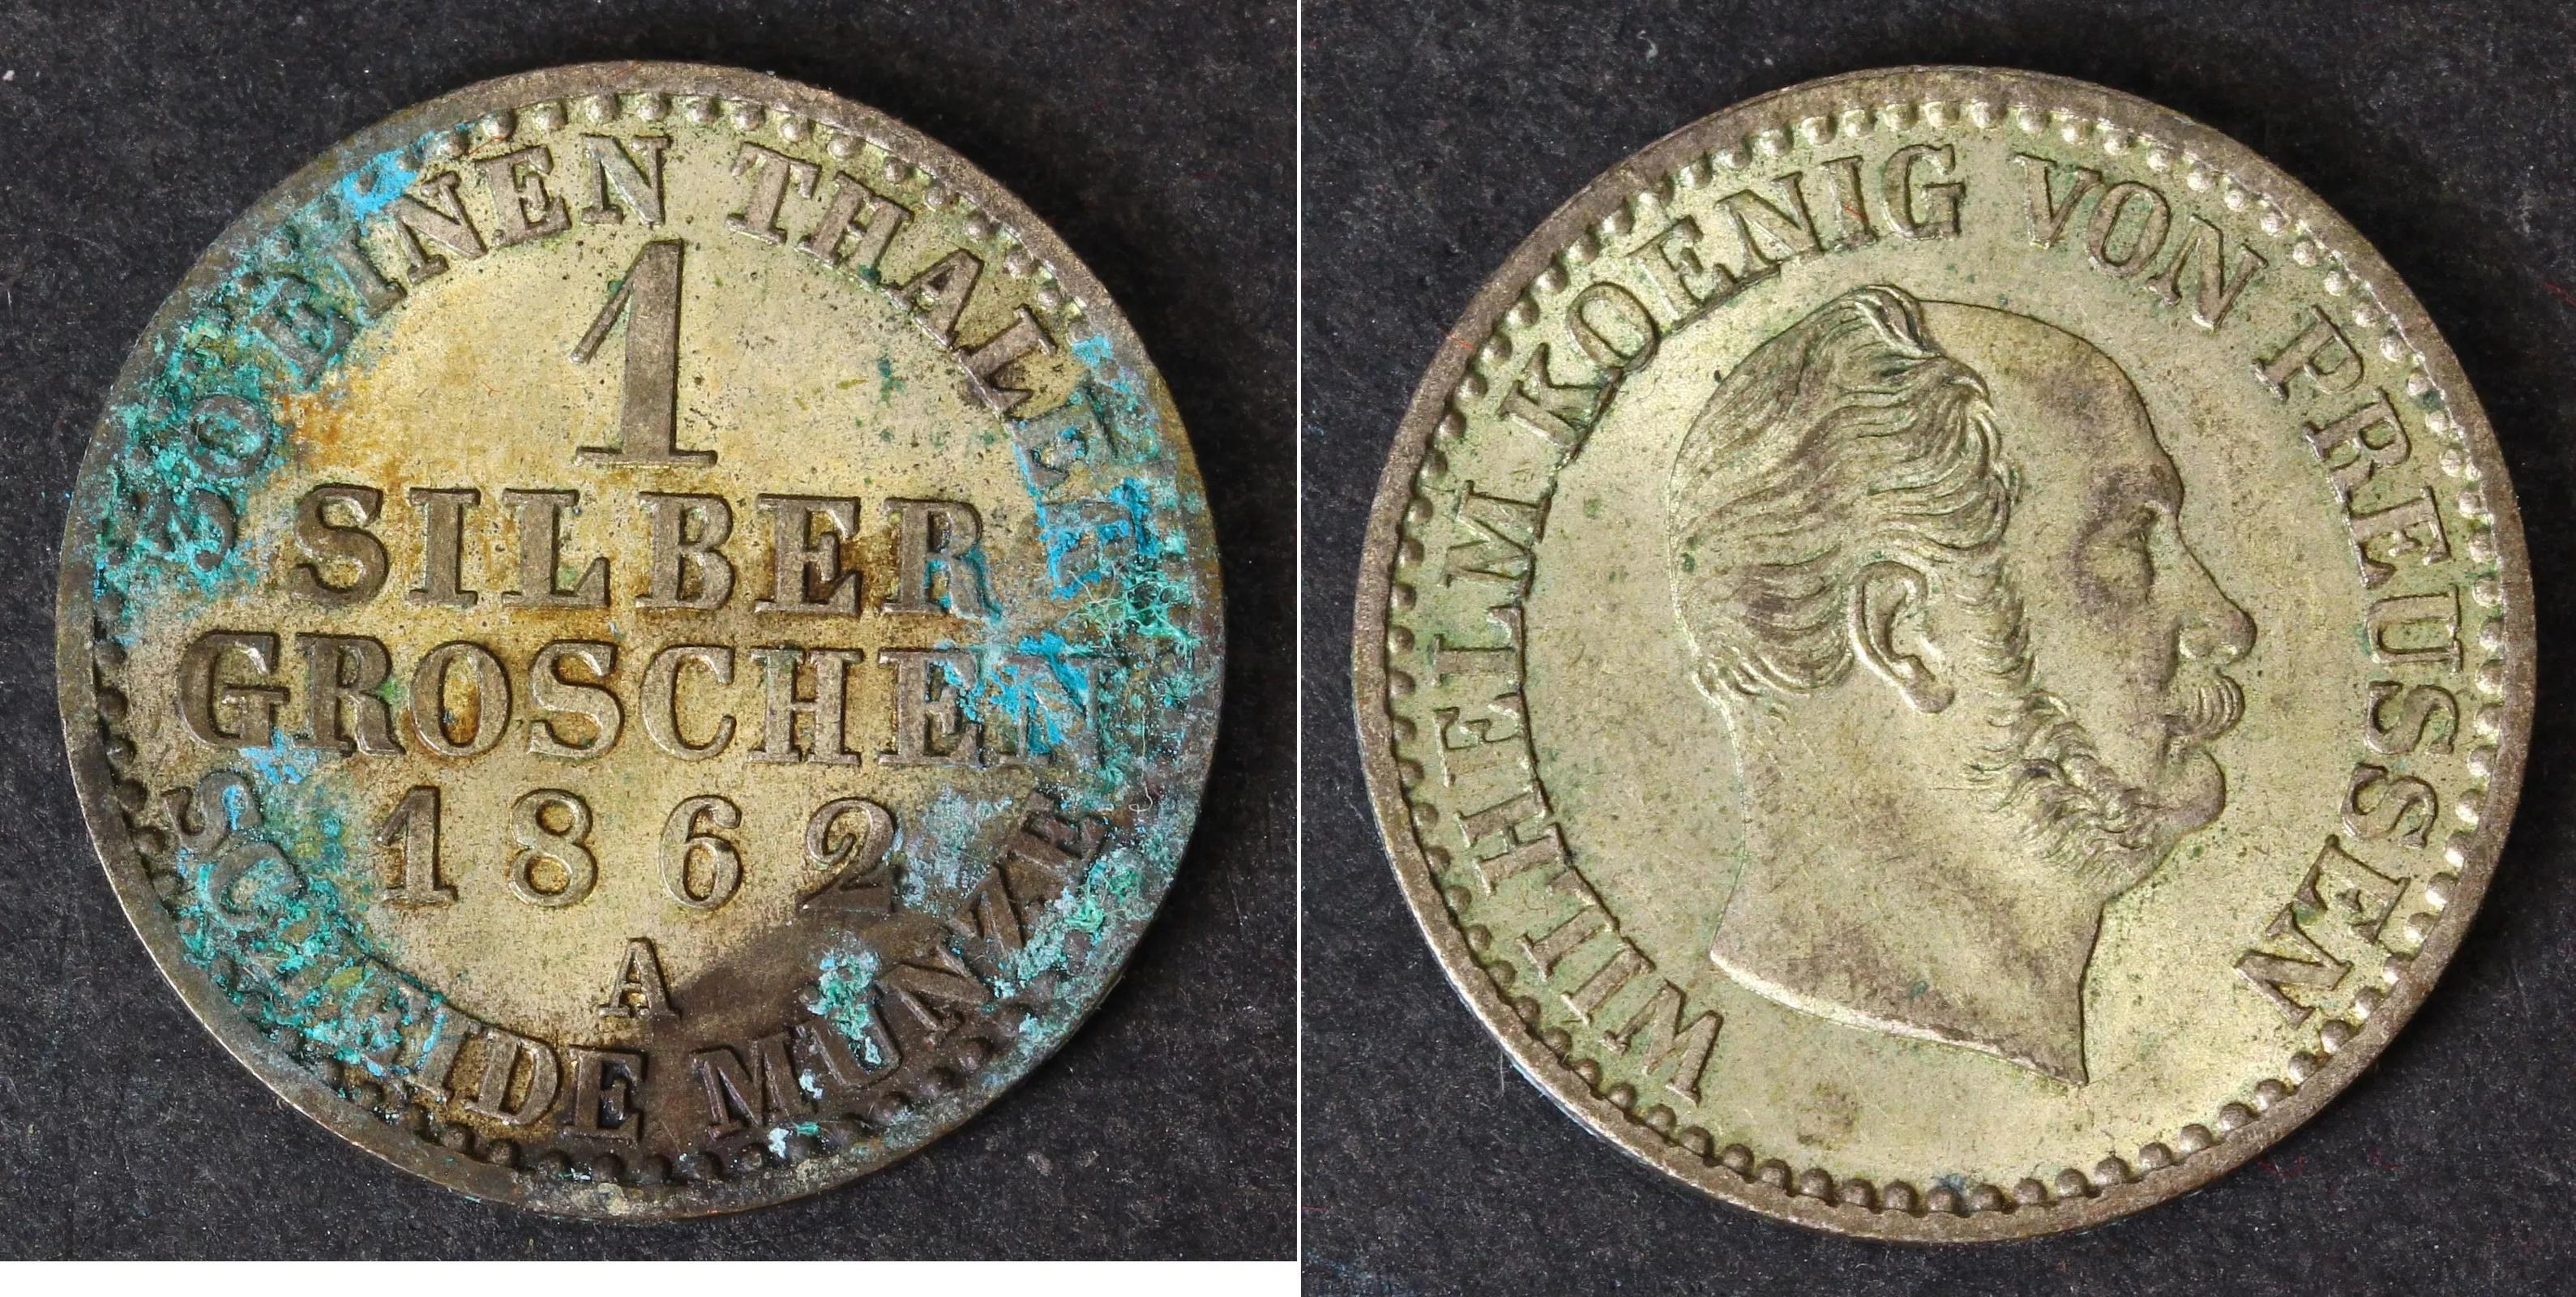 30 EINEN THALER
1
SILBER
GROSCHEN
1862
A
SCHEIDE MÜNZE
WILHELM KOENIG VON PREUSSEN